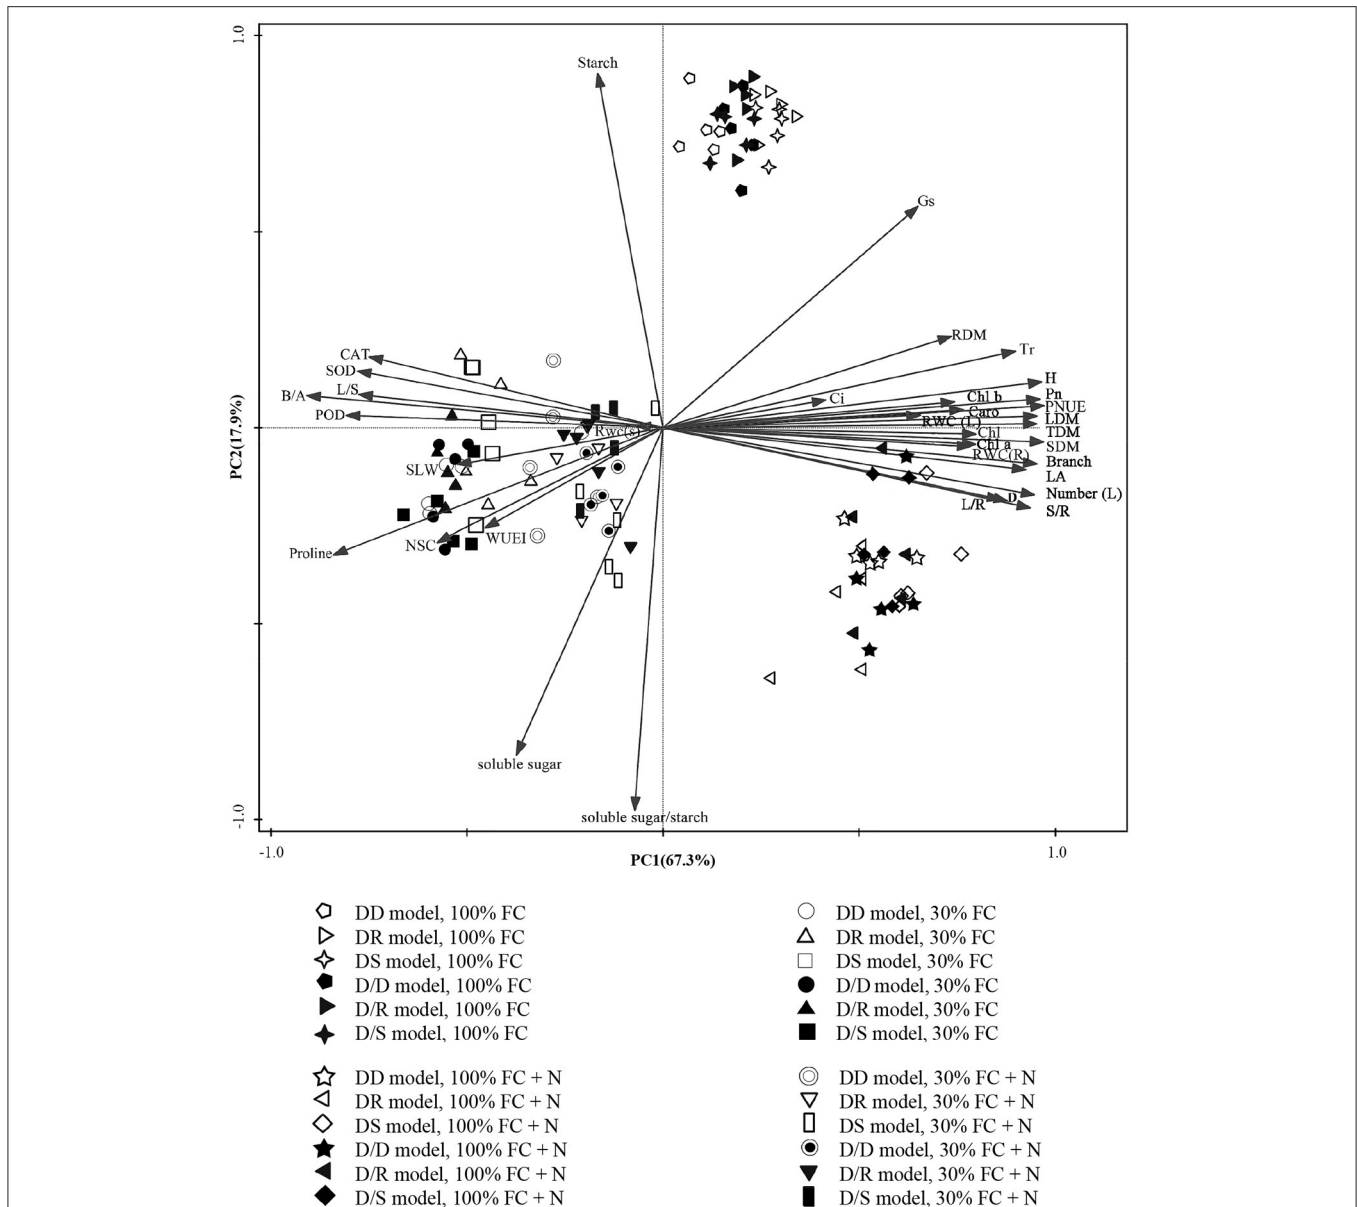 1.0
Starch
Gs
RDM
Tr
CAT
SOD
B/A
L/S
POD
H
Pn
Chl b
PNUE
Ci
Caro
LDM
RWC (L)
TDM
Rwc(s)
Chl
SDM
Chl a
RWC(R)
Branch
SLW
LA
Number (L)
D
L/R
S/R
WUEI
NSC
Proline
PC2(17.9%)
soluble sugar
soluble sugar/starch
-1.0
-1.0
PC1(67.3%)
1.0
DD model, 100% FC
DR model, 100% FC
DS model, 100% FC
D/D model, 100% FC
D/R model, 100% FC
D/S model, 100% FC
DD model, 100% FC + N
DR model, 100% FC + N
DS model, 100% FC + N
D/D model, 100% FC + N
D/R model, 100% FC + N
D/S model, 100% FC + N
DD model, 30% FC
DR model, 30% FC
DS model, 30% FC
D/D model, 30% FC
D/R model, 30% FC
D/S model, 30% FC
DD model, 30% FC + N
DR model, 30% FC + N
DS model, 30% FC + N
D/D model, 30% FC + N
D/R model, 30% FC + N
D/S model, 30% FC + N